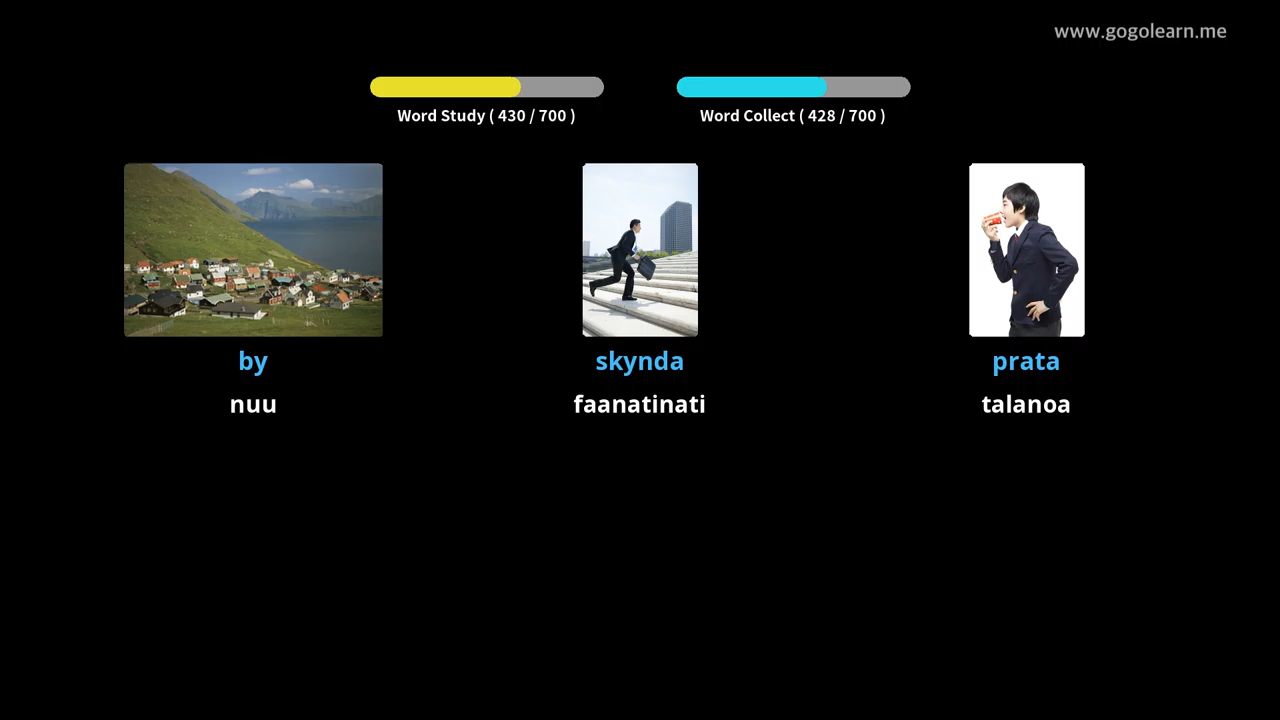 www.gogolearn.me
Word Study ( 430 / 700 )
Word Collect ( 428 / 700 )
by
skynda
prata
nuu
faanatinati
talanoa